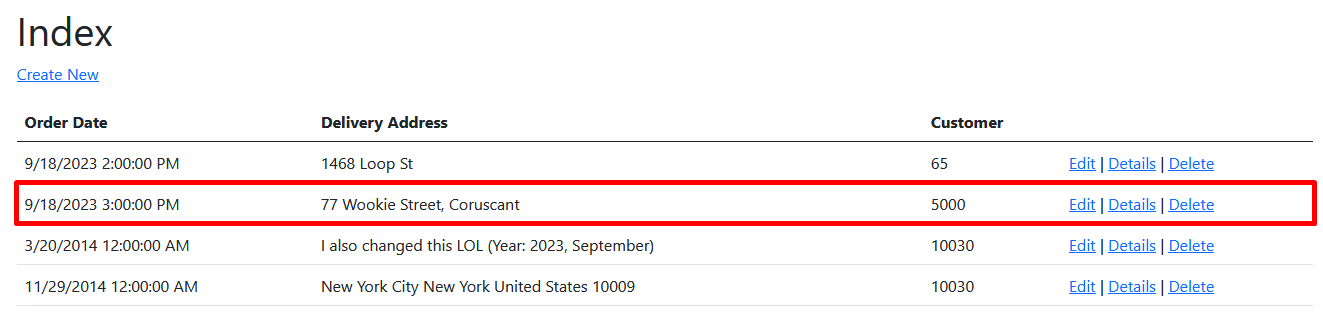 Index
Create New
Order Date Delivery Address Customer
9/18/2023 2:00:00 PM 1468 Loop St 65 Edit | Details | Delete
9/18/2023 3:00:00 PM 77 Wookie Street, Coruscant 5000 Edit | Details | Delete
3/20/2014 12:00:00 AM I also changed this LOL (Year: 2023, September) 10030 Edit | Details | Delete
11/29/2014 12:00:00 AM New York City New York United States 10009 10030 Edit | Details | Delete